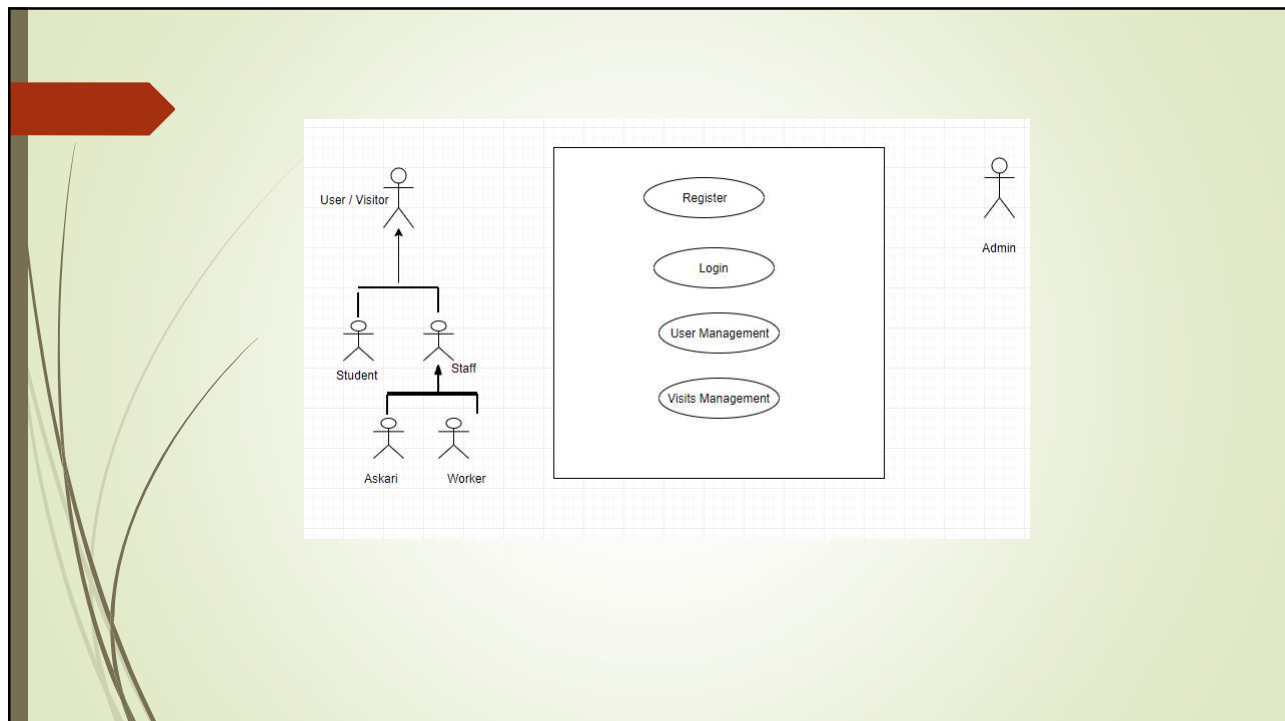 User / Visitor
Student
Staff
Askari
Worker
Register
Login
User Management
Visits Management
Admin